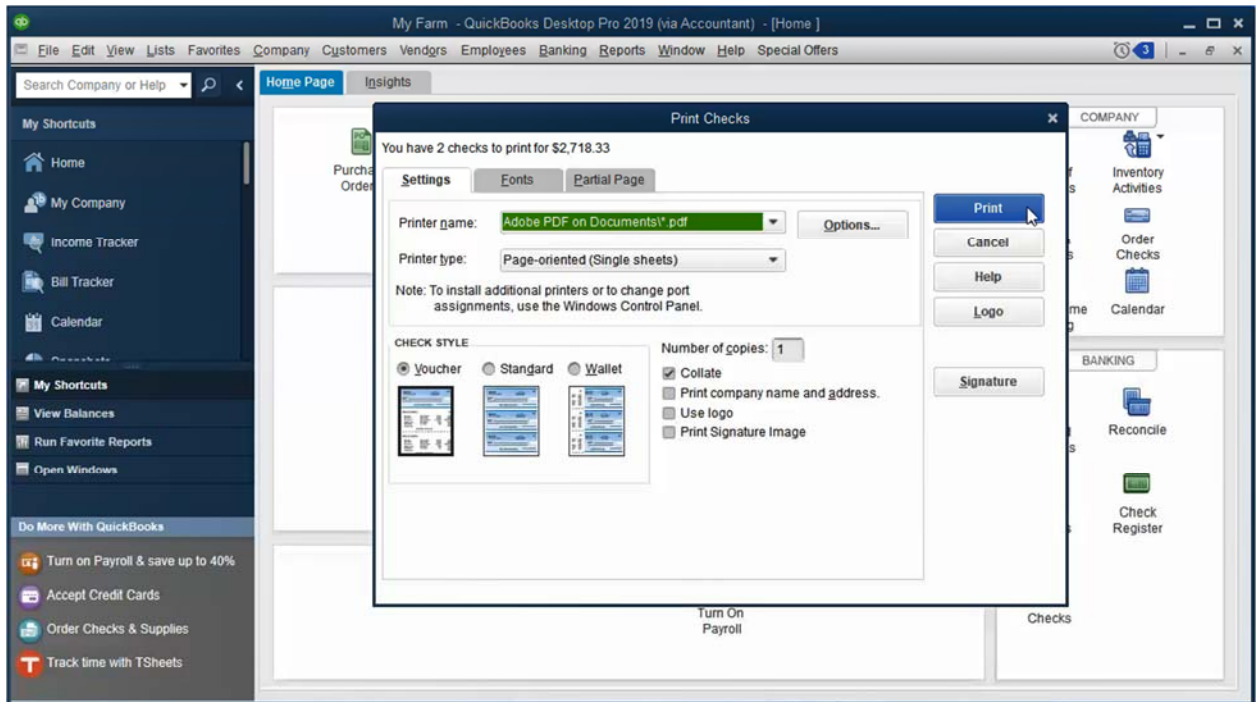 qb
My Farm - QuickBooks Desktop Pro 2019 (via Accountant) - [Home ]
File Edit View Lists Favorites Company Customers Vendors Employees Banking Reports Window Help Special Offers
3
Search Company or Help
Home Page
Insights
My Shortcuts
Home
My Company
Income Tracker
Bill Tracker
Calendar
My Shortcuts
View Balances
Run Favorite Reports
Open Windows
Do More With QuickBooks
Turn on Payroll & save up to 40%
Accept Credit Cards
Order Checks & Supplies
Track time with TSheets
Purcha
Order
Print Checks
You have 2 checks to print for $2,718.33
Settings
Fonts
Partial Page
Printer name:
Adobe PDF on Documents\*.pdf
Options...
Printer type:
Page-oriented (Single sheets)
Note: To install additional printers or to change port
assignments, use the Windows Control Panel.
CHECK STYLE
Voucher
Standard
Wallet
Number of copies: 1
Collate
Print company name and address.
Use logo
Print Signature Image
Print
Cancel
Help
Logo
Signature
Turn On
Payroll
COMPANY
Inventory
Activities
Order
Checks
Calendar
BANKING
Reconcile
Check
Register
Checks